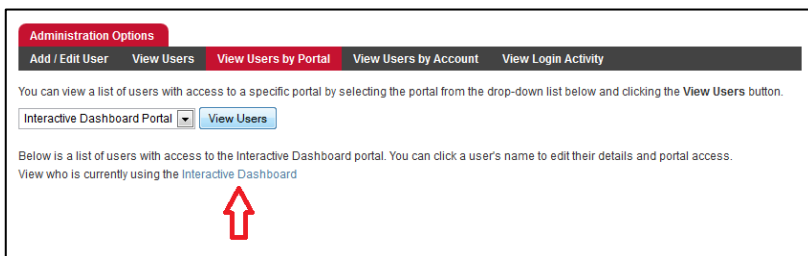 Administration Options
Add / Edit User View Users View Users by Portal View Users by Account View Login Activity
You can view a list of users with access to a specific portal by selecting the portal from the drop-down list below and clicking the View Users button.
Interactive Dashboard Portal View Users
Below is a list of users with access to the Interactive Dashboard portal. You can click a user's name to edit their details and portal access.
View who is currently using the Interactive Dashboard